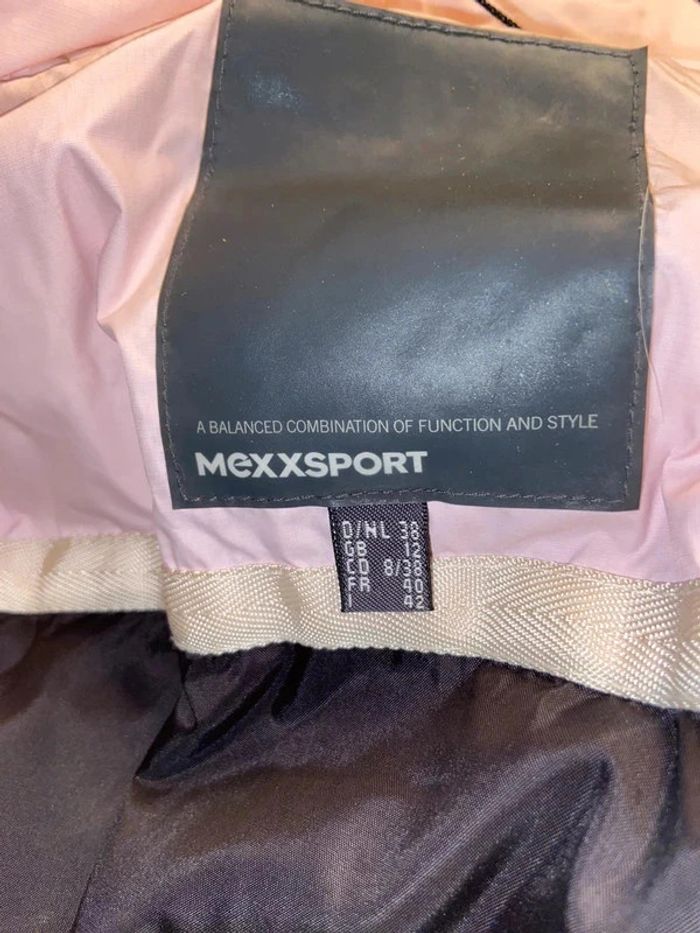 A BALANCED COMBINATION OF FUNCTION AND STYLE
MexxSPORT
D/NL 38
GB 12
CD 8/38
FR 40
I 42